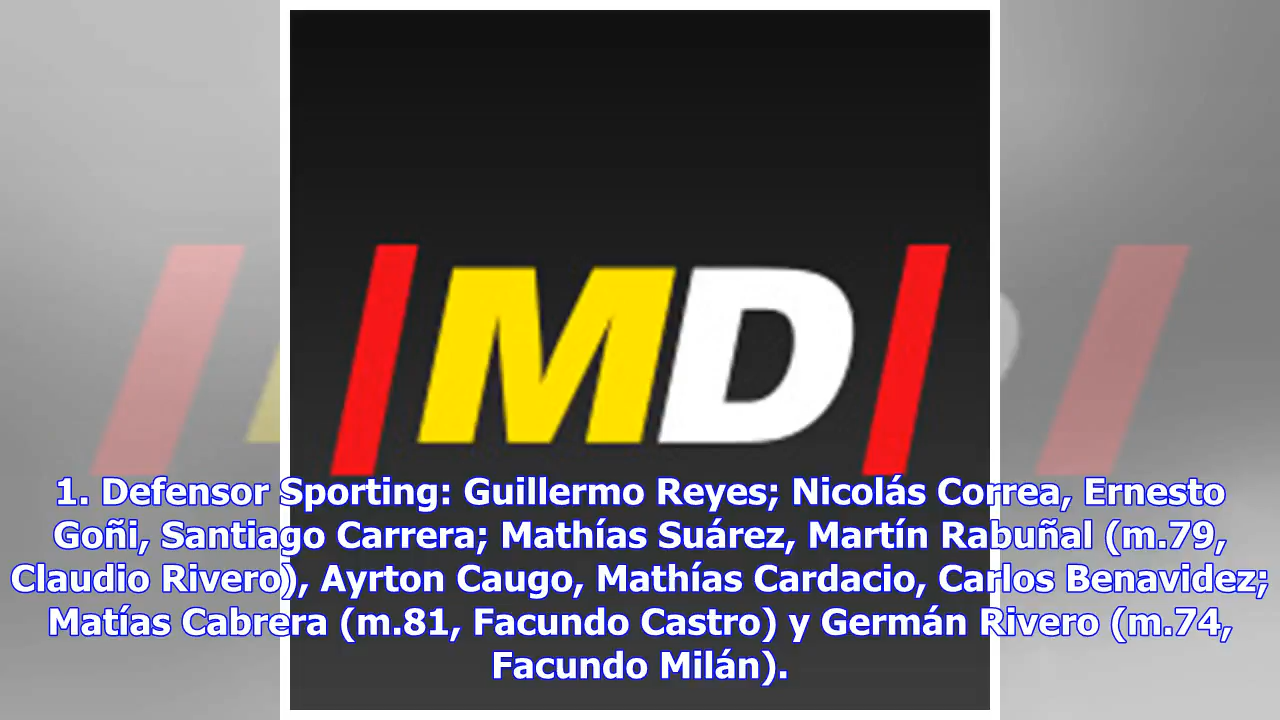 MD
1. Defensor Sporting: Guillermo Reyes; Nicolás Correa, Ernesto
Goñi, Santiago Carrera; Mathías Suárez, Martín Rabuñal (m.79,
Claudio Rivero), Ayrton Caugo, Mathías Cardacio, Carlos Benavidez;
Matías Cabrera (m.81, Facundo Castro) y Germán Rivero (m.74,
Facundo Milán).